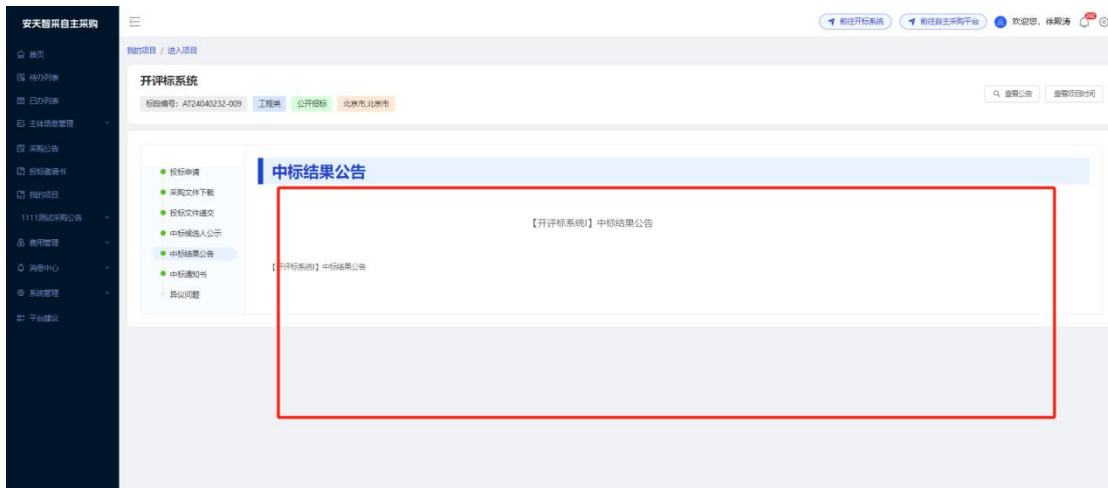 安天智采自主采购
前往开标系统
前往自主采购平台
欢迎您，徐殿涛
242
首页
待办列表
已办列表
主体信息管理
采购公告
投标邀请书
我的项目
1111测试采购公告
费用管理
消息中心
系统管理
平台建议
我的项目 / 进入项目
开评标系统
标段编号：AT24040232-009
工程类
公开招标
北京市,北京市
查看公告
查看项目时间
投标申请
采购文件下载
投标文件递交
中标候选人公示
中标结果公告
中标通知书
异议问题
中标结果公告
【开评标系统】中标结果公告
【开评标系统】中标结果公告